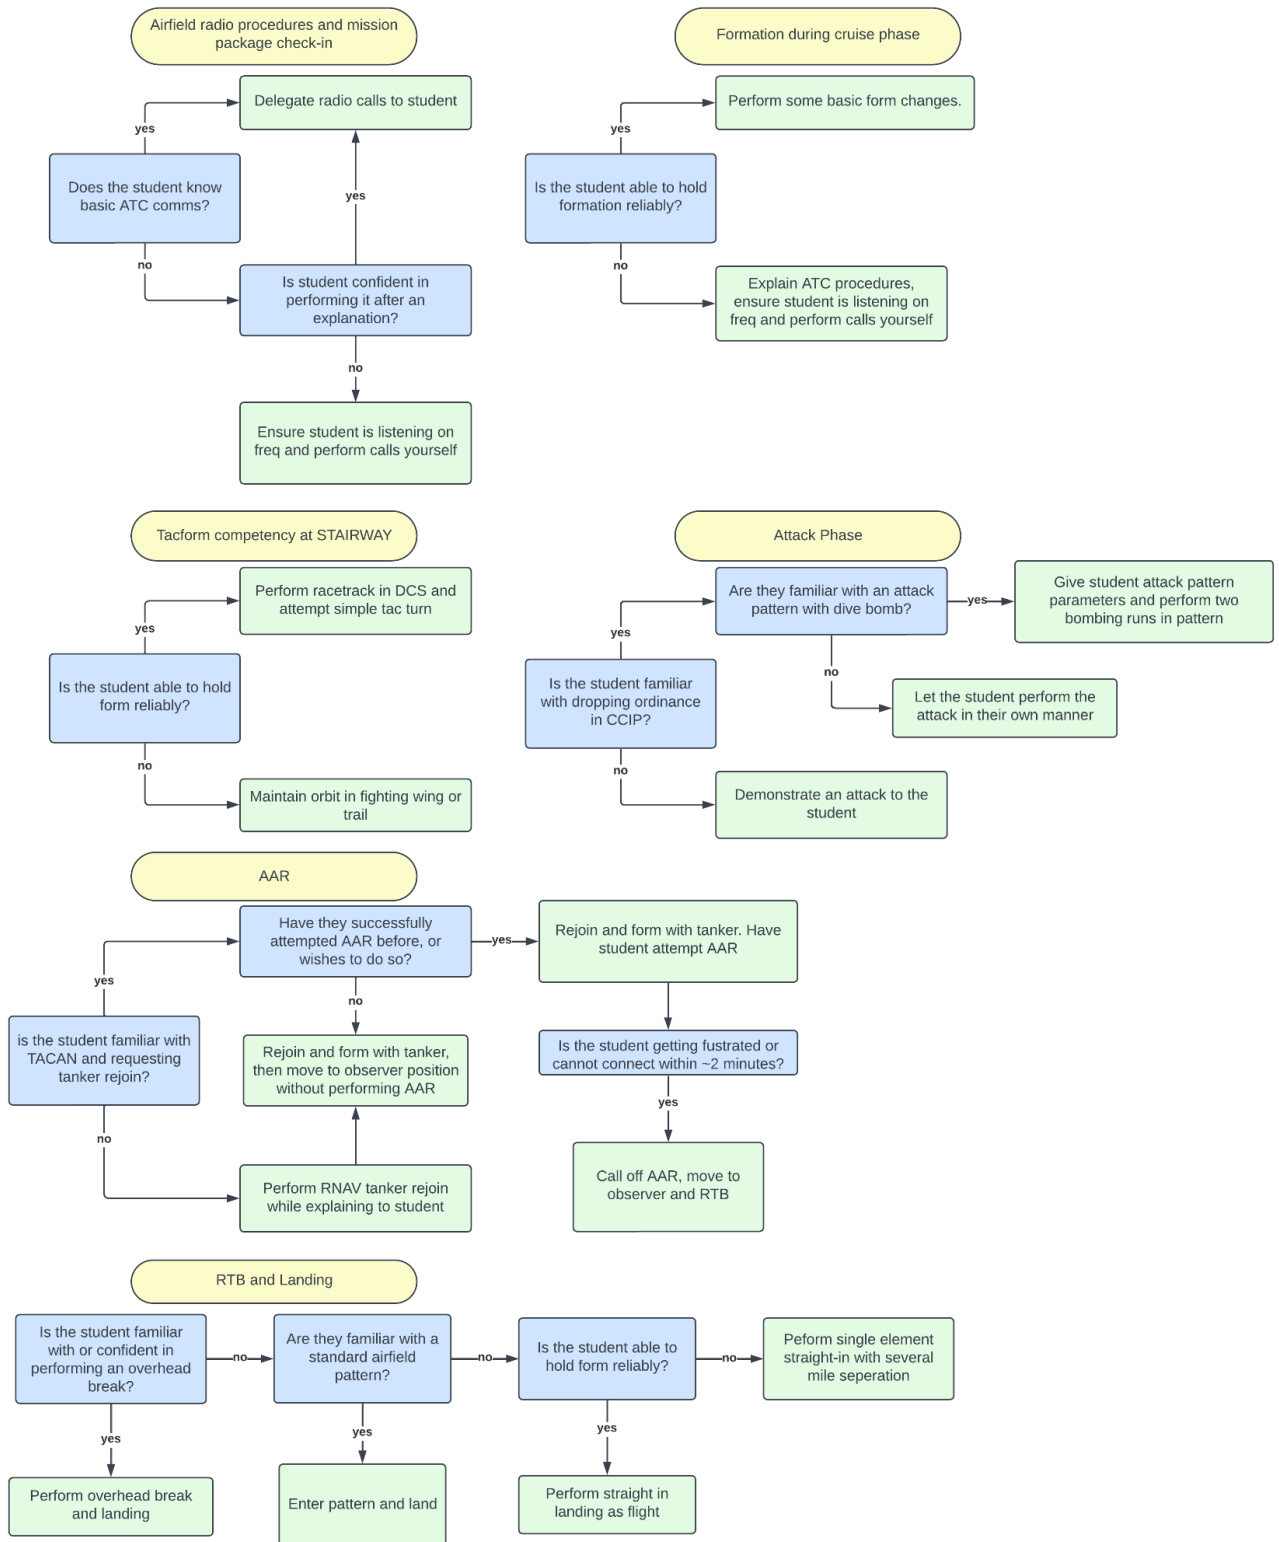 Airfield radio procedures and mission
package check-in
Delegate radio calls to student
yes
Does the student know
basic ATC comms?
yes
no
Is student confident in
performing it after an
explanation?
no
Ensure student is listening on
freq and perform calls yourself
Formation during cruise phase
Perform some basic form changes.
yes
Is the student able to hold
formation reliably?
no
Explain ATC procedures,
ensure student is listening on
freq and perform calls yourself
Tacform competency at STAIRWAY
Perform racetrack in DCS and
attempt simple tac turn
yes
Is the student able to hold
form reliably?
no
Maintain orbit in fighting wing or
trail
Attack Phase
Are they familiar with an attack
pattern with dive bomb?
yes
Give student attack pattern
parameters and perform two
bombing runs in pattern
yes
no
Is the student familiar
with dropping ordinance
in CCIP?
Let the student perform the
attack in their own manner
no
Demonstrate an attack to the
student
AAR
Have they successfully
attempted AAR before, or
wishes to do so?
yes
Rejoin and form with tanker. Have
student attempt AAR
yes
no
is the student familiar with
TACAN and requesting
tanker rejoin?
Rejoin and form with tanker,
then move to observer position
without performing AAR
Is the student getting fustrated or
cannot connect within ~2 minutes?
yes
no
Perform RNAV tanker rejoin
while explaining to student
Call off AAR, move to
observer and RTB
RTB and Landing
Is the student familiar
with or confident in
performing an overhead
break?
no
Are they familiar with a
standard airfield
pattern?
no
Is the student able to
hold form reliably?
no
Peform single element
straight-in with several
mile seperation
yes
yes
yes
Perform overhead break
and landing
Enter pattern and land
Perform straight in
landing as flight